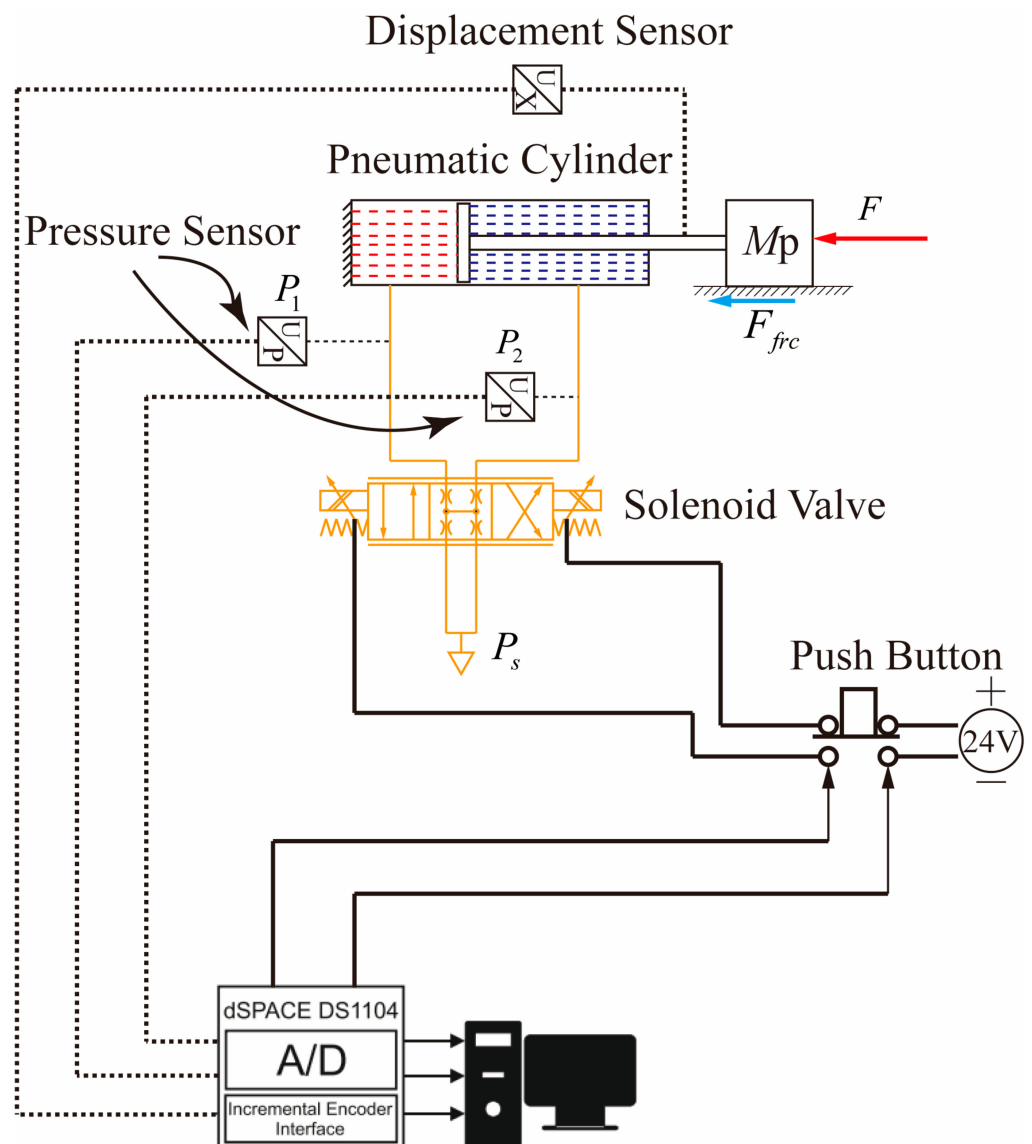 Displacement Sensor
U
X
Pneumatic Cylinder
F
Mp
Pressure Sensor
P1
U
P
Ffrc
P2
U
P
Solenoid Valve
Ps
Push Button
+
24V
−
dSPACE DS1104
A/D
Incremental Encoder
Interface